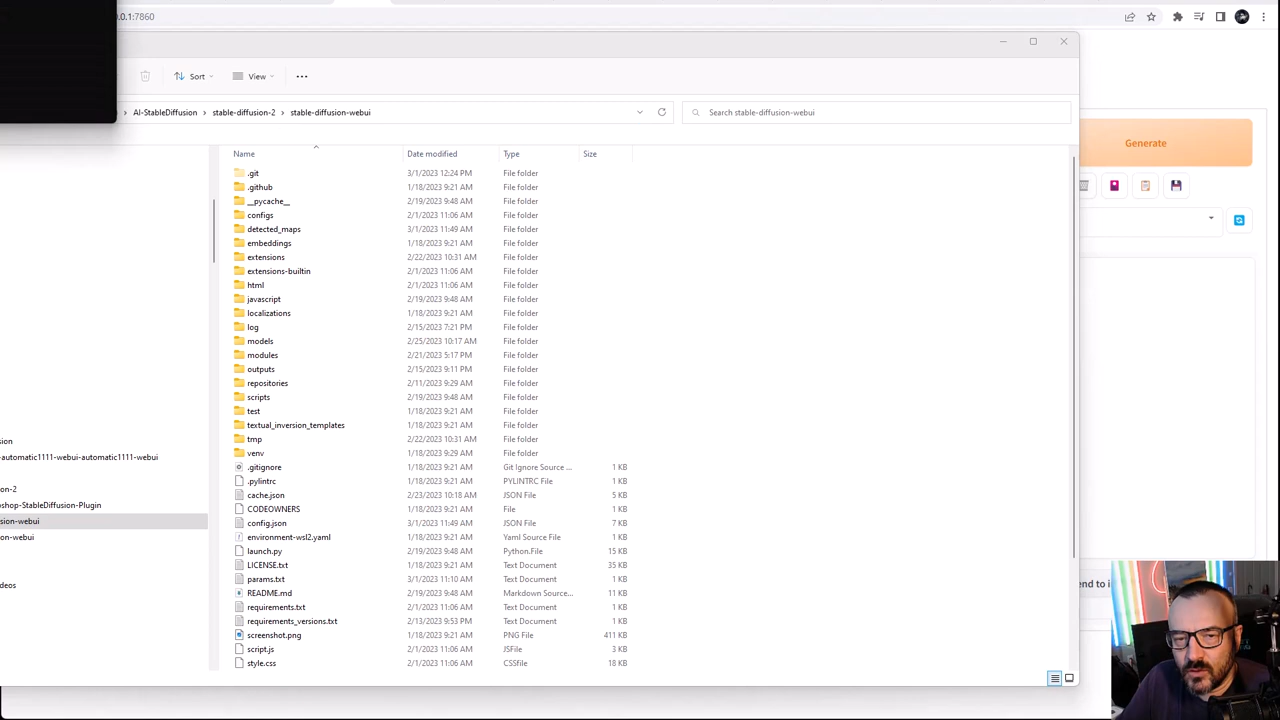 0.0.1:7860
Sort
View
AI-StableDiffusion
stable-diffusion-2
stable-diffusion-webui
Search stable-diffusion-webui
Generate
Name Date modified Type Size
.git 3/1/2023 12:24 PM File folder
.github 1/18/2023 9:21 AM File folder
__pycache__ 2/19/2023 9:48 AM File folder
configs 2/1/2023 11:06 AM File folder
detected_maps 3/1/2023 11:49 AM File folder
embeddings 1/18/2023 9:21 AM File folder
extensions 2/22/2023 10:31 AM File folder
extensions-builtin 2/1/2023 11:06 AM File folder
html 2/1/2023 11:06 AM File folder
javascript 2/19/2023 9:48 AM File folder
localizations 1/18/2023 9:21 AM File folder
log 2/15/2023 7:21 PM File folder
models 2/25/2023 10:17 AM File folder
modules 2/21/2023 5:17 PM File folder
outputs 2/15/2023 9:11 PM File folder
repositories 2/11/2023 9:29 AM File folder
scripts 2/19/2023 9:48 AM File folder
test 1/18/2023 9:21 AM File folder
textual_inversion_templates 1/18/2023 9:21 AM File folder
tmp 2/22/2023 10:31 AM File folder
venv 1/18/2023 9:29 AM File folder
.gitignore 1/18/2023 9:21 AM Git Ignore Source ... 1 KB
.pylintrc 1/18/2023 9:21 AM PYLINTRC File 1 KB
cache.json 2/23/2023 10:18 AM JSON File 5 KB
CODEOWNERS 1/18/2023 9:21 AM File 1 KB
config.json 3/1/2023 11:49 AM JSON File 7 KB
environment-wsl2.yaml 1/18/2023 9:21 AM Yaml Source File 1 KB
launch.py 2/19/2023 9:48 AM Python.File 15 KB
LICENSE.txt 1/18/2023 9:21 AM Text Document 35 KB
params.txt 3/1/2023 11:10 AM Text Document 1 KB
README.md 2/19/2023 9:48 AM Markdown Source... 11 KB
requirements.txt 2/1/2023 11:06 AM Text Document 1 KB
requirements_versions.txt 2/13/2023 9:53 PM Text Document 1 KB
screenshot.png 1/18/2023 9:21 AM PNG File 411 KB
script.js 2/1/2023 11:06 AM JSFile 3 KB
style.css 2/1/2023 11:06 AM CSSfile 18 KB
sion
-automatic1111-webui-automatic1111-webui
on-2
shop-StableDiffusion-Plugin
sion-webui
on-webui
deos
end to i